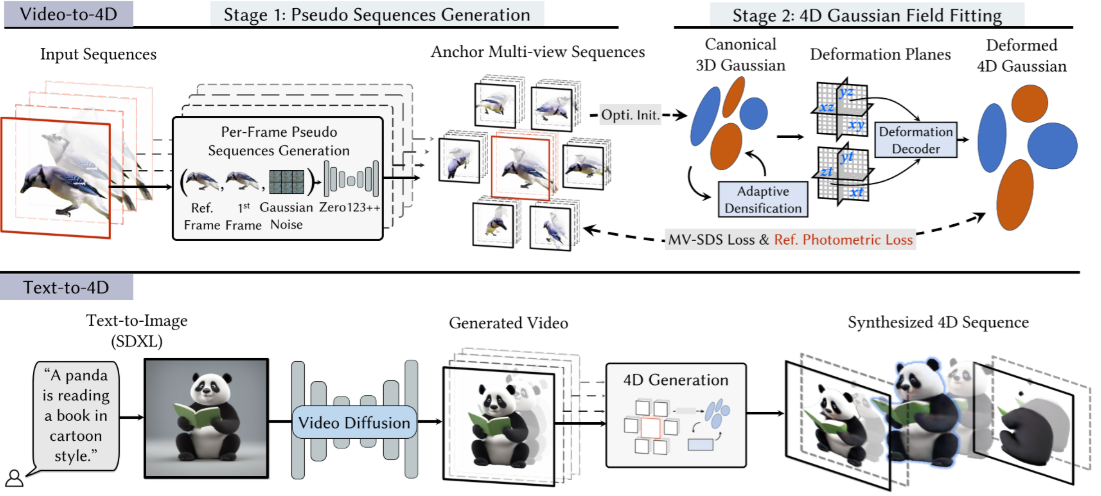 Video-to-4D
Stage 1: Pseudo Sequences Generation
Stage 2: 4D Gaussian Field Fitting
Input Sequences
Per-Frame Pseudo
Sequences Generation
( , , )
Ref.
Frame
1st
Frame
Gaussian
Noise
Zero123++
Anchor Multi-view Sequences
Opti. Init.
Canonical
3D Gaussian
Adaptive
Densification
Deformation Planes
yz
xz
xy
yt
zt
xt
Deformation
Decoder
Deformed
4D Gaussian
MV-SDS Loss & Ref. Photometric Loss
Text-to-4D
Text-to-Image
(SDXL)
“A panda
is reading
a book in
cartoon
style.”
Video Diffusion
Generated Video
4D Generation
Synthesized 4D Sequence